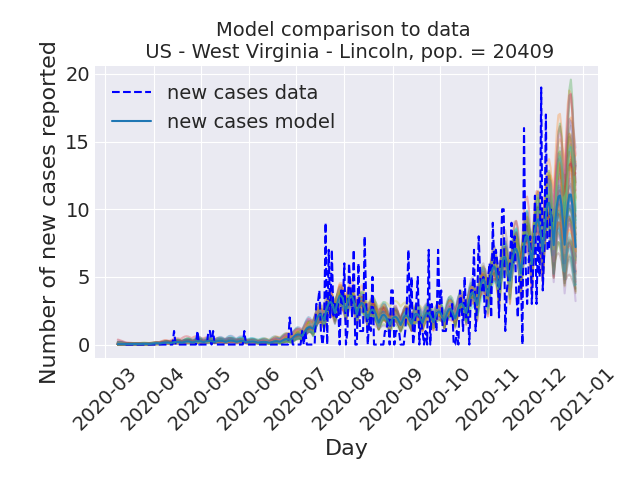 Model comparison to data
US - West Virginia - Lincoln, pop. = 20409
Number of new cases reported
20
15
10
5
0
new cases data
new cases model
2020-03
2020-04
2020-05
2020-06
2020-07
2020-08
2020-09
2020-10
2020-11
2020-12
2021-01
Day